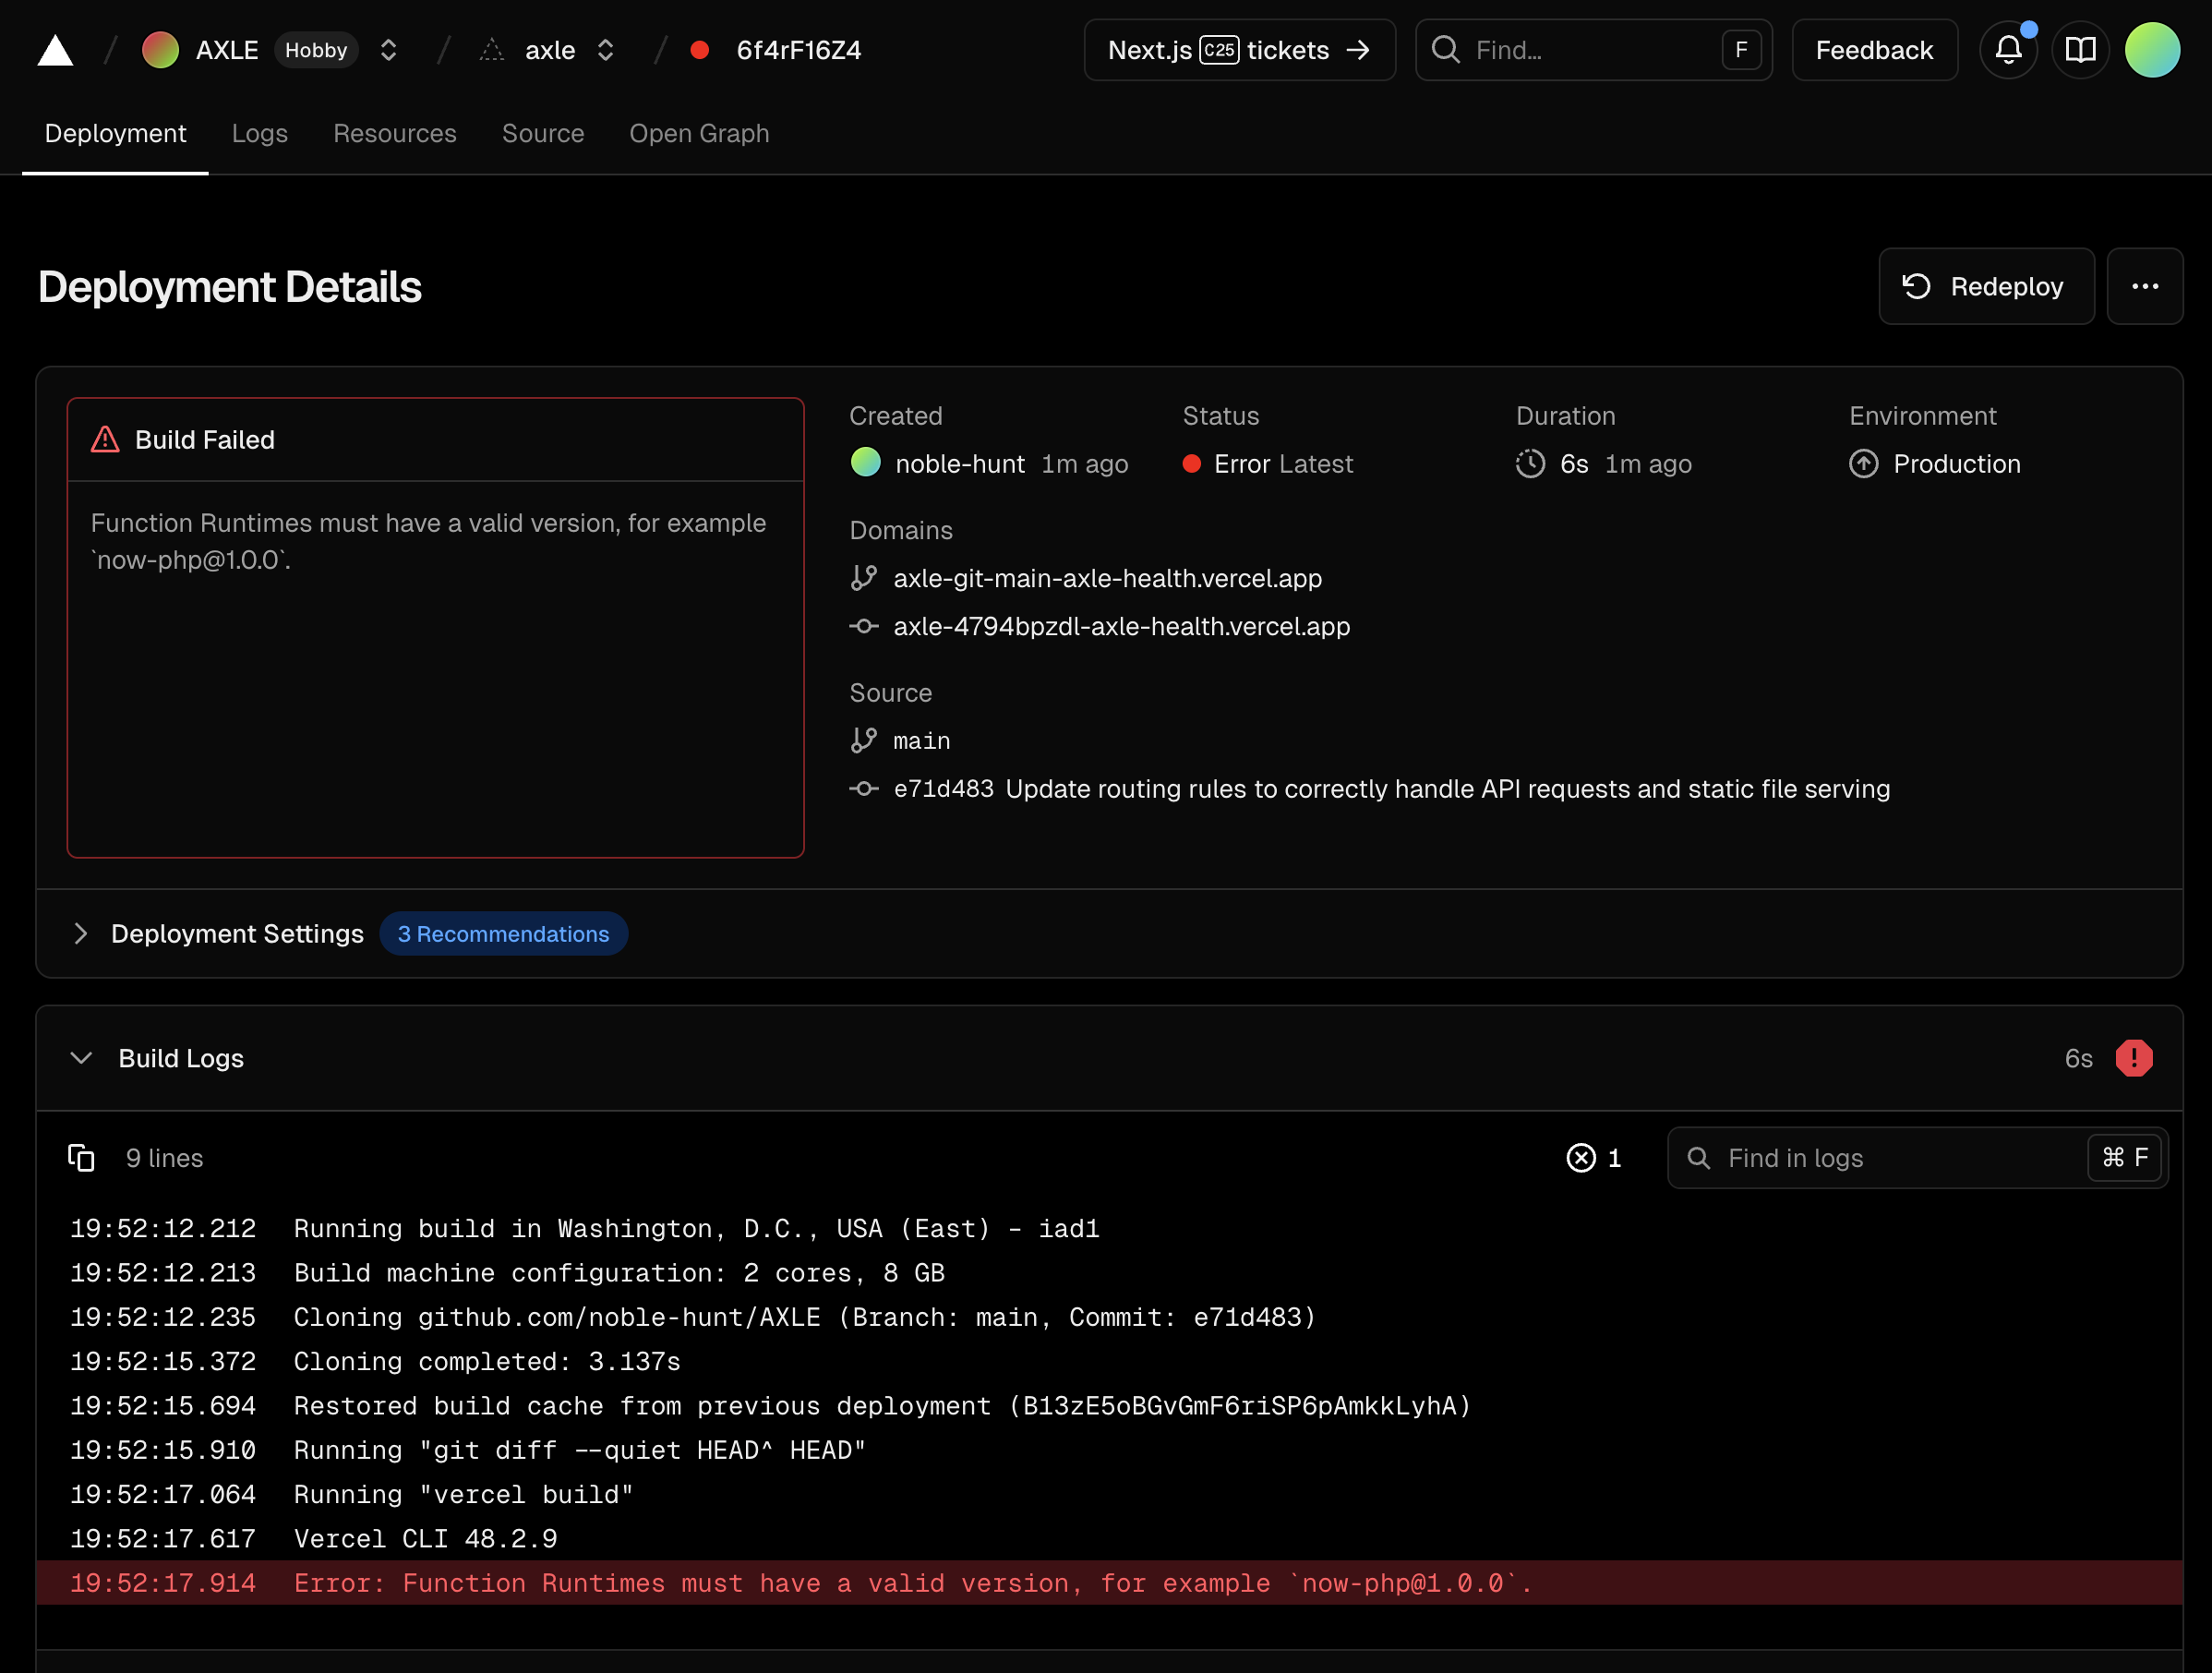 AXLE Hobby axle 6f4rF16Z4 Next.js C25 tickets → Find... F Feedback
Deployment Logs Resources Source Open Graph
Deployment Details
Redeploy
Build Failed
Function Runtimes must have a valid version, for example
`now-php@1.0.0`.
Created Status Duration Environment
noble-hunt 1m ago Error Latest 6s 1m ago Production
Domains
axle-git-main-axle-health.vercel.app
axle-4794bpzdl-axle-health.vercel.app
Source
main
e71d483 Update routing rules to correctly handle API requests and static file serving
Deployment Settings 3 Recommendations
Build Logs 6s
9 lines 1 Find in logs ⌘ F
19:52:12.212 Running build in Washington, D.C., USA (East) – iad1
19:52:12.213 Build machine configuration: 2 cores, 8 GB
19:52:12.235 Cloning github.com/noble-hunt/AXLE (Branch: main, Commit: e71d483)
19:52:15.372 Cloning completed: 3.137s
19:52:15.694 Restored build cache from previous deployment (B13zE5oBGvGmF6riSP6pAmkkLyhA)
19:52:15.910 Running "git diff --quiet HEAD^ HEAD"
19:52:17.064 Running "vercel build"
19:52:17.617 Vercel CLI 48.2.9
19:52:17.914 Error: Function Runtimes must have a valid version, for example `now-php@1.0.0`.